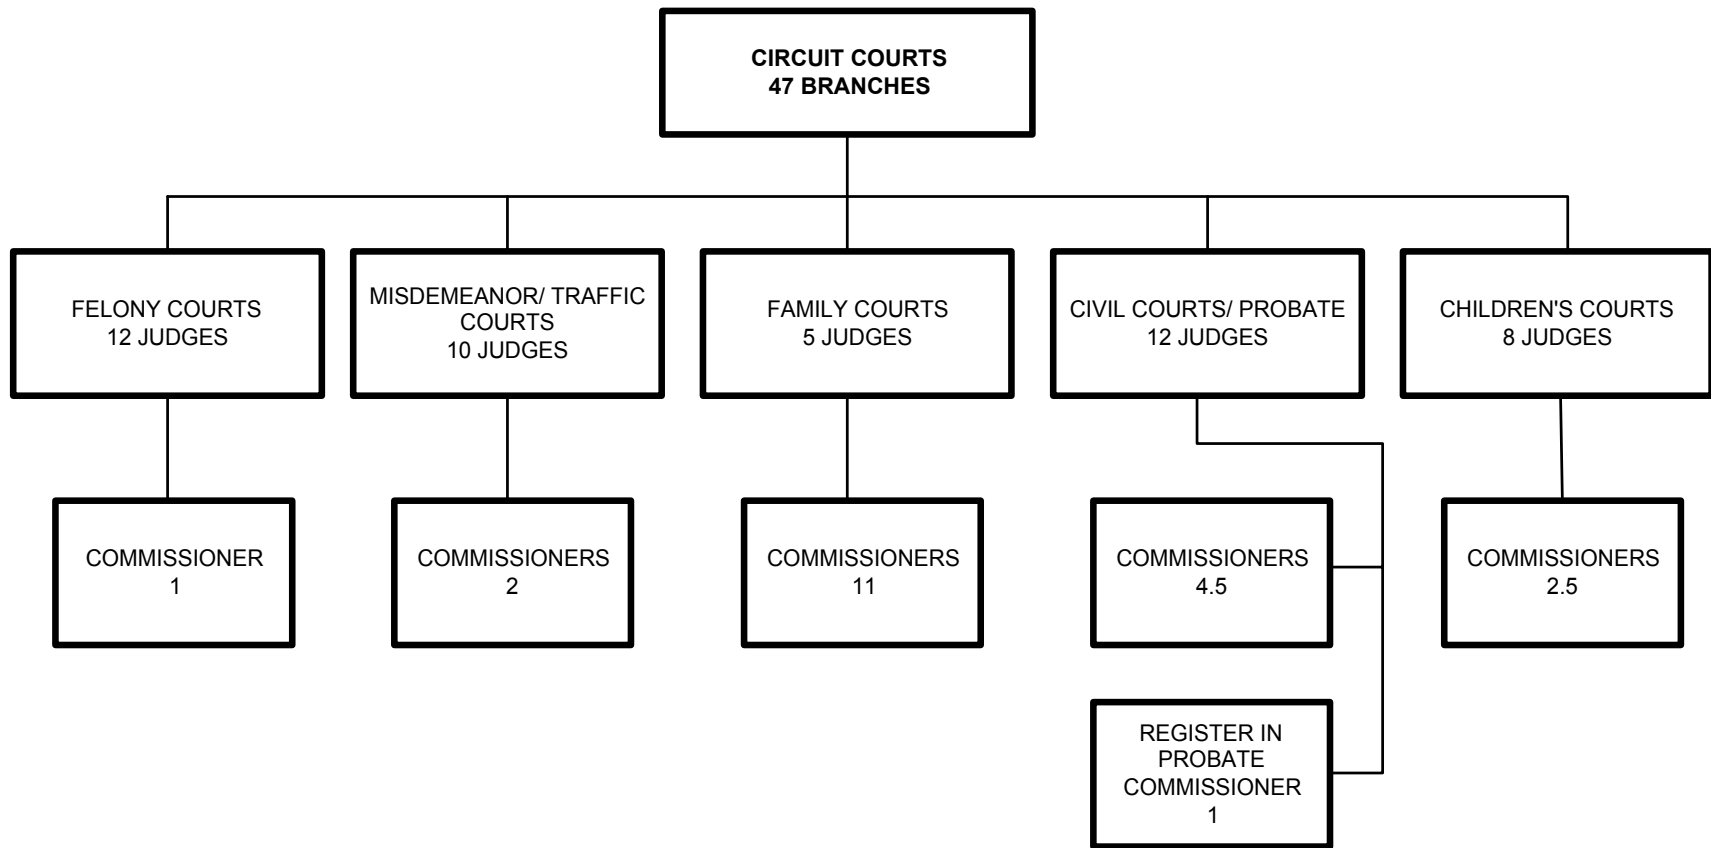 CIRCUIT COURTS
47 BRANCHES
FELONY COURTS
12 JUDGES
MISDEMEANOR/ TRAFFIC
COURTS
10 JUDGES
FAMILY COURTS
5 JUDGES
CIVIL COURTS/ PROBATE
12 JUDGES
CHILDREN'S COURTS
8 JUDGES
COMMISSIONER
1
COMMISSIONERS
2
COMMISSIONERS
11
COMMISSIONERS
4.5
COMMISSIONERS
2.5
REGISTER IN
PROBATE
COMMISSIONER
1